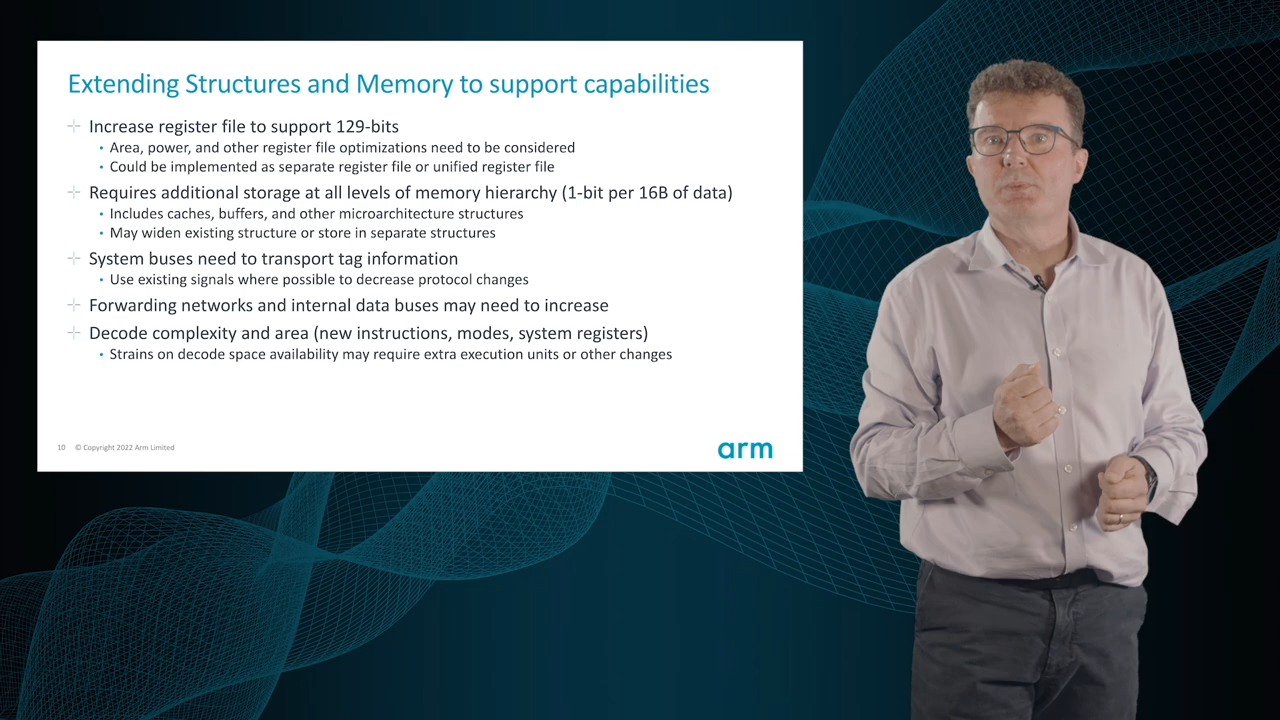 Extending Structures and Memory to support capabilities
Increase register file to support 129-bits
• Area, power, and other register file optimizations need to be considered
• Could be implemented as separate register file or unified register file
Requires additional storage at all levels of memory hierarchy (1-bit per 16B of data)
• Includes caches, buffers, and other microarchitecture structures
• May widen existing structure or store in separate structures
System buses need to transport tag information
• Use existing signals where possible to decrease protocol changes
Forwarding networks and internal data buses may need to increase
Decode complexity and area (new instructions, modes, system registers)
• Strains on decode space availability may require extra execution units or other changes
10 © Copyright 2022 Arm Limited
arm